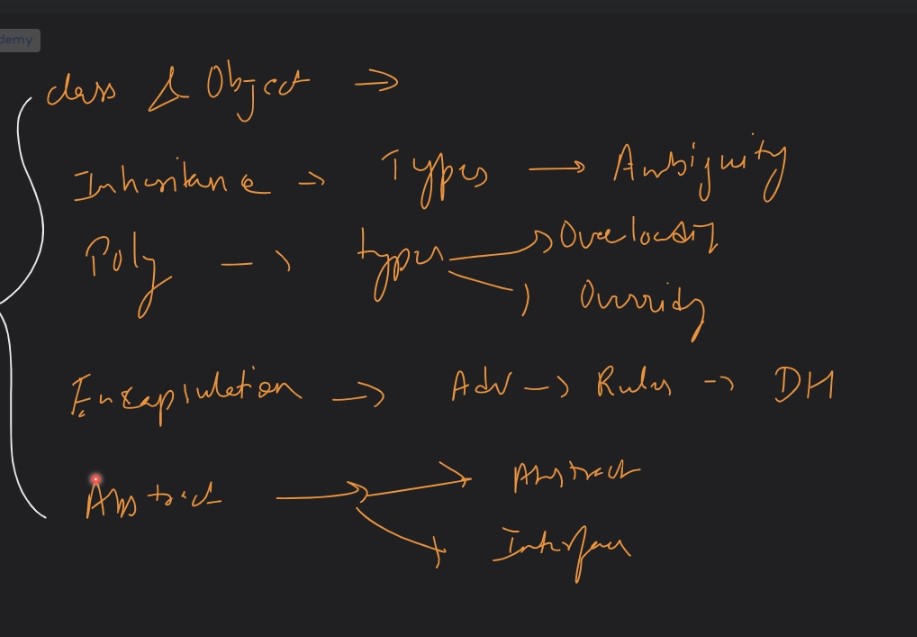 demy
class & Object →
Inheritance → Types → Ambiguity
Poly → types → Overloading
→ Overriding
Encapsulation → Adv → Rules → DH
Abstract → Abstract
→ Interface